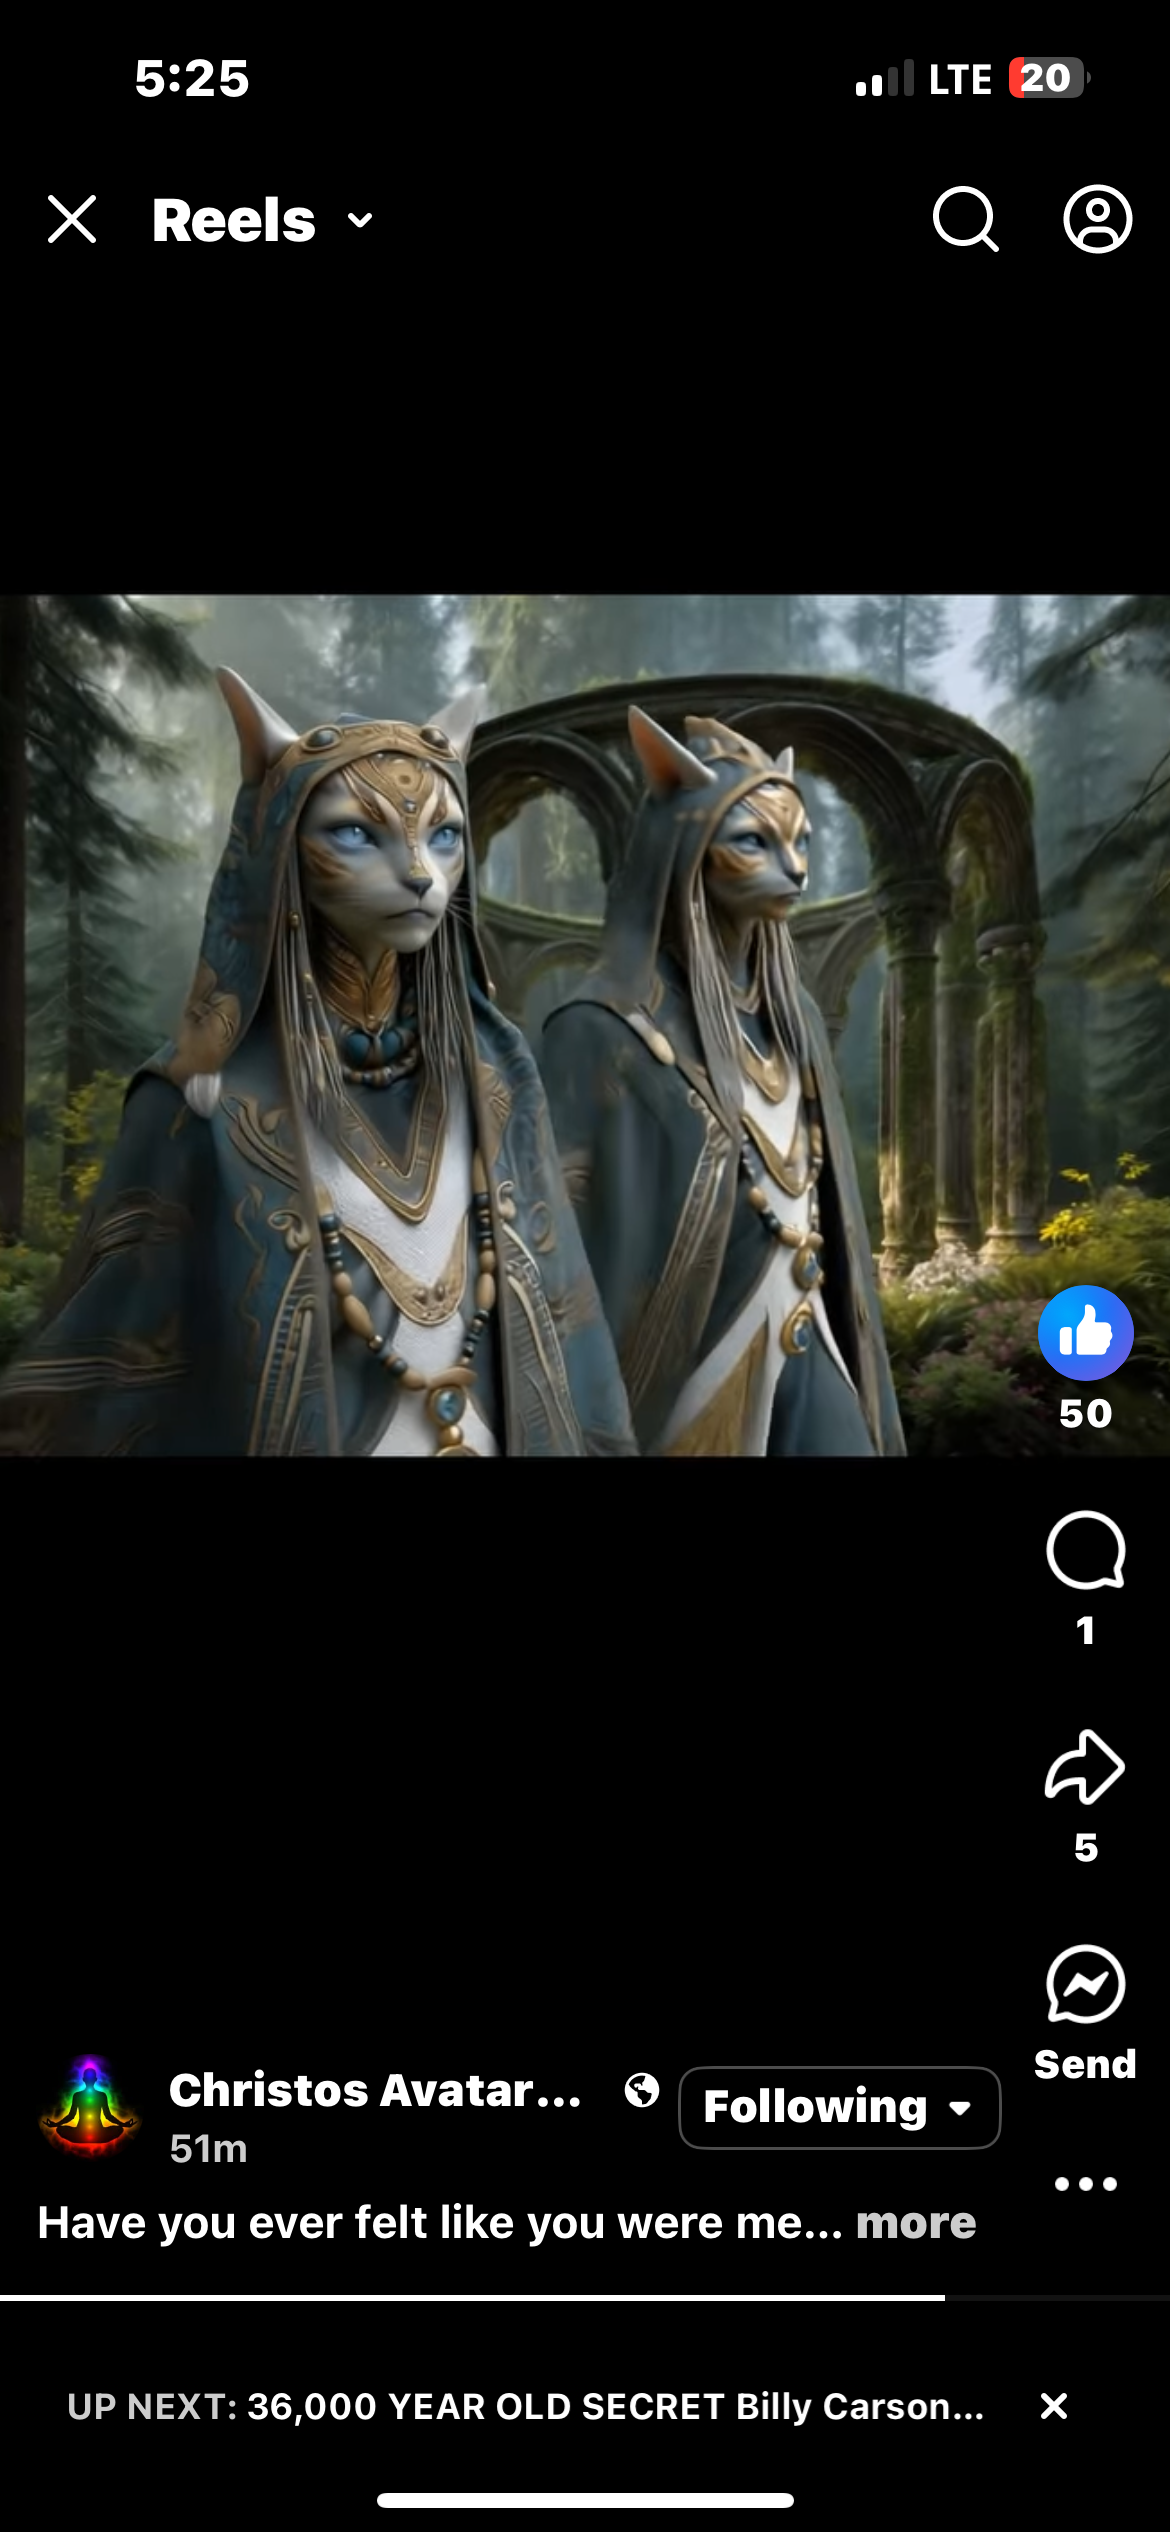 5:25
LTE 20
Reels
50
1
5
Send
Christos Avatar...
Following
51m
Have you ever felt like you were me... more
UP NEXT: 36,000 YEAR OLD SECRET Billy Carson...